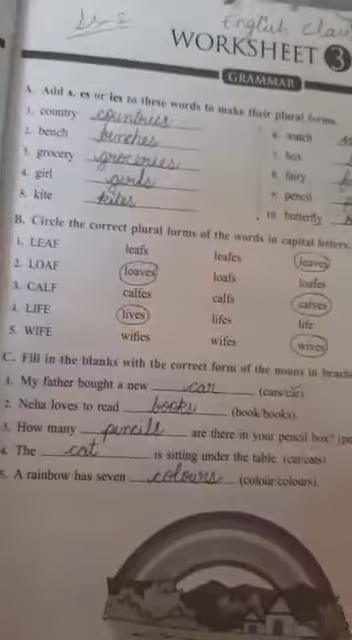 English Clas
WORKSHEET 3
GRAMMAR
A. Add s, es or ies to these words to make their plural forms.
1. country countries 6. watch
2. bench benches 7. box
3. grocery groceries 8. fairy
4. girl girls 9. pencil
5. kite kites 10. butterfly
B. Circle the correct plural forms of the words in capital letters.
1. LEAF leafs leafes leaves
2. LOAF loaves loafs loafes
3. CALF calfes calfs calves
4. LIFE lives lifes life
5. WIFE wifies wifes wives
C. Fill in the blanks with the correct form of the nouns in
1. My father bought a new car (cars/car)
2. Neha loves to read books (book/books).
3. How many pencils are there in your pencil box? (pe
4. The cat is sitting under the table. (cat/cats)
5. A rainbow has seven colours (colour/colours).